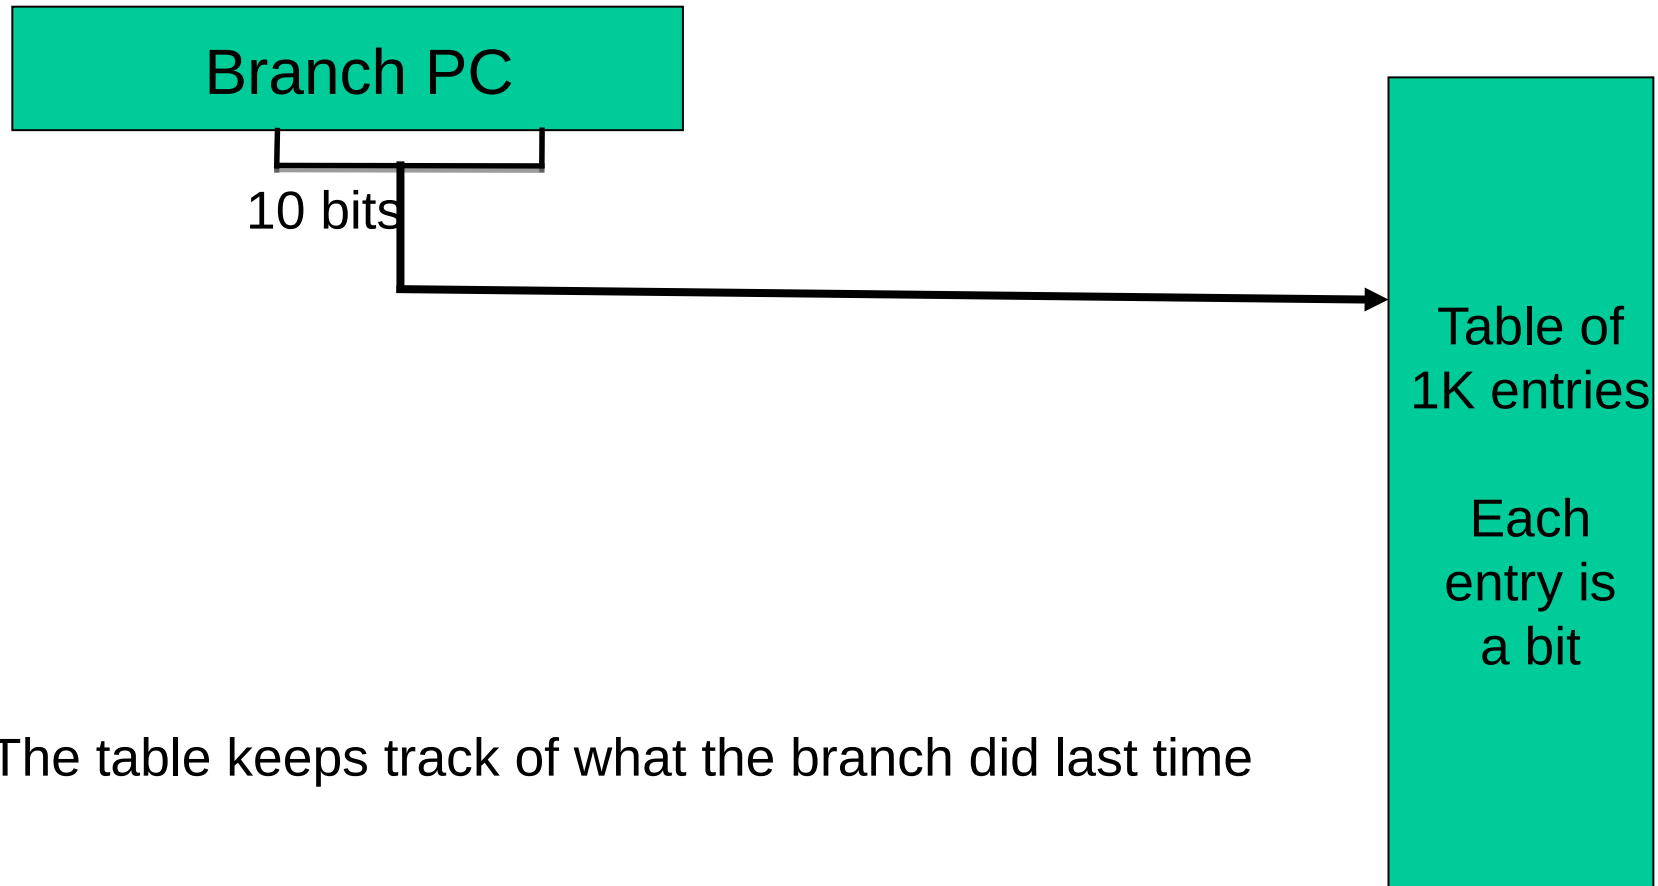 Branch PC
10 bits
Table of
1K entries
Each
entry is
a bit
The table keeps track of what the branch did last time